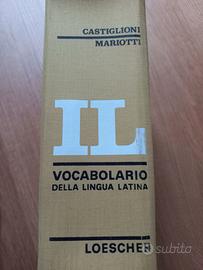 CASTIGLIONI
MARIOTTI
IL
VOCABOLARIO
DELLA LINGUA LATINA
LOESCHER
subito